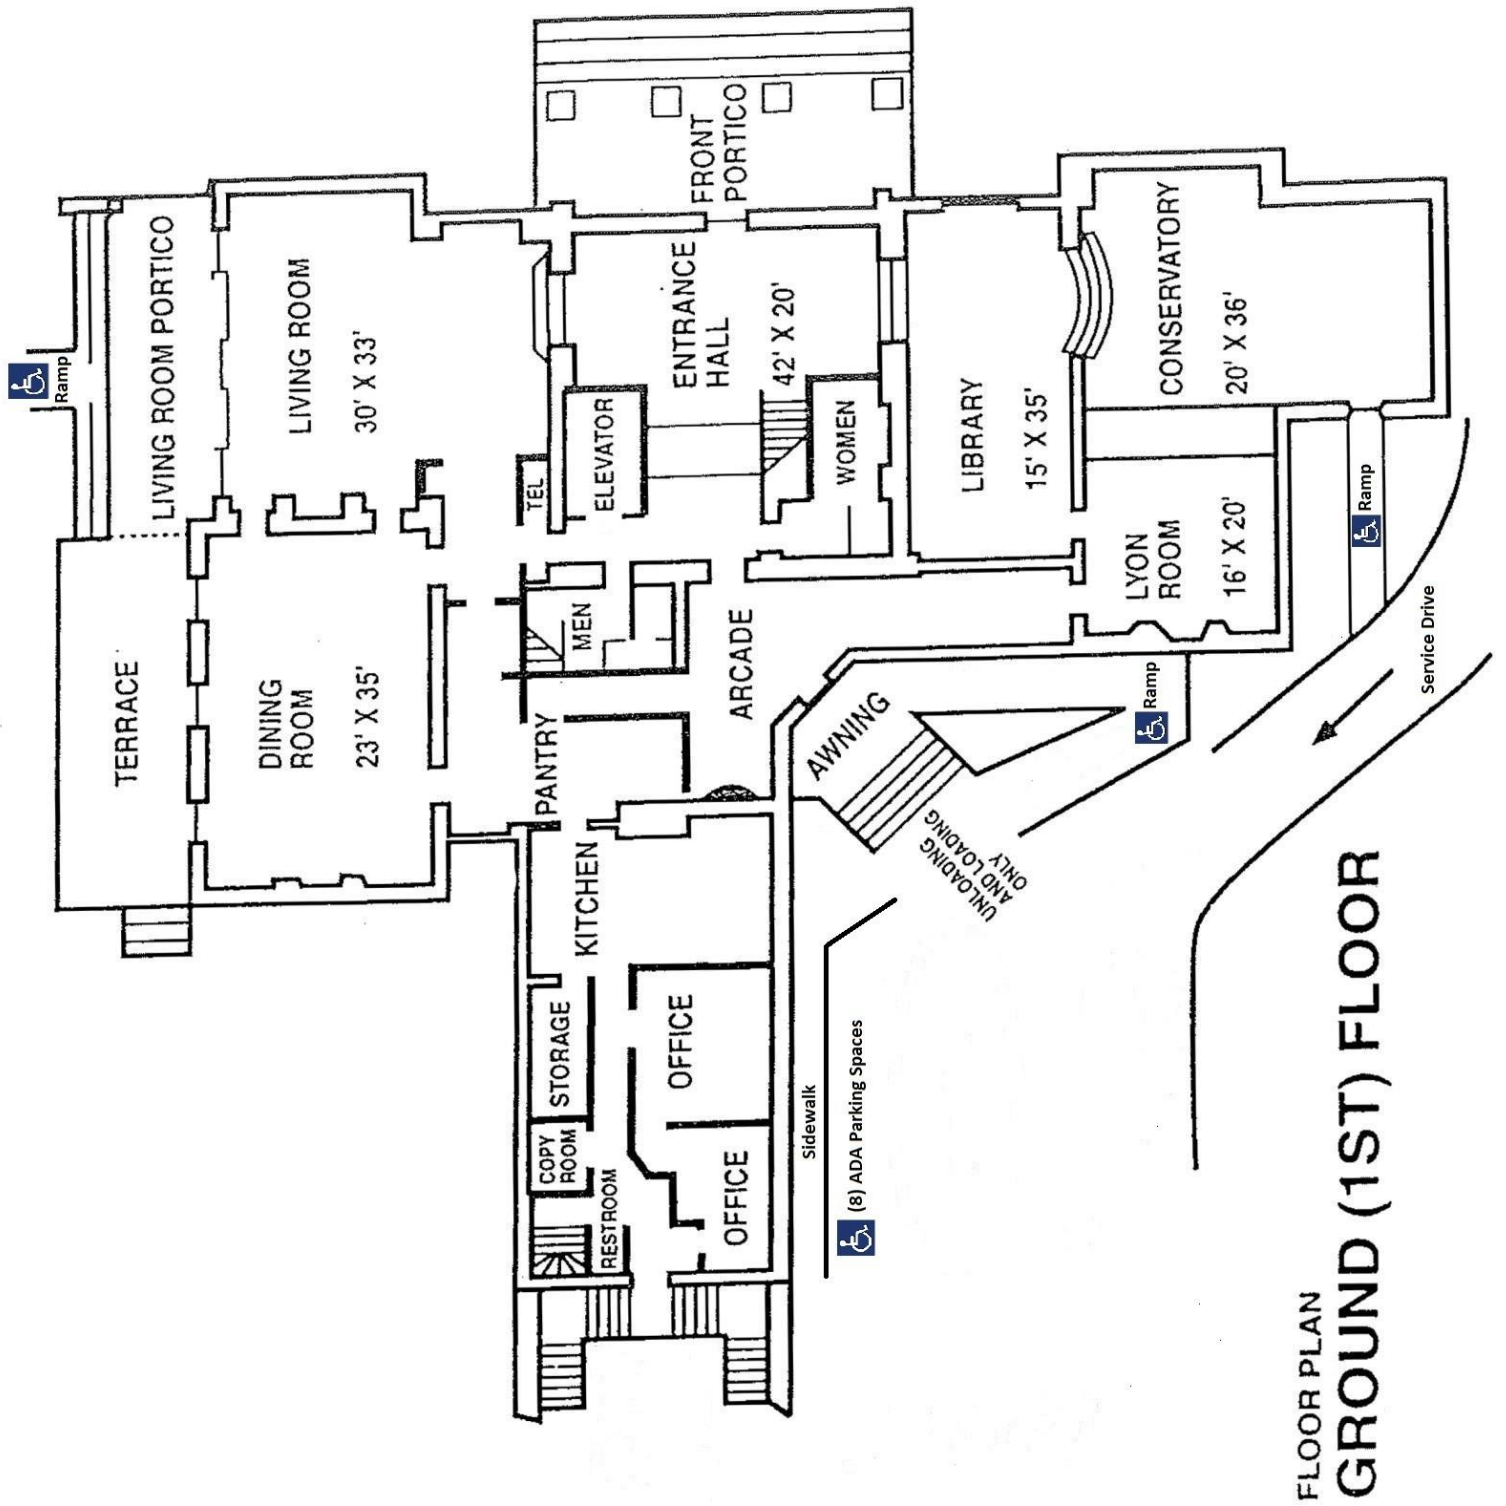 FLOOR PLAN
GROUND (1ST) FLOOR
Ramp
TERRACE
LIVING ROOM PORTICO
DINING
ROOM
23' X 35'
LIVING ROOM
30' X 33'
STORAGE
COPY
ROOM
RESTROOM
KITCHEN
PANTRY
MEN
TEL
ELEVATOR
OFFICE
OFFICE
ARCADE
ENTRANCE
HALL
42' X 20'
FRONT
PORTICO
WOMEN
Sidewalk
(8) ADA Parking Spaces
AWNING
UNLOADING
AND LOADING
ONLY
LIBRARY
15' X 35'
Ramp
LYON
ROOM
16' X 20'
CONSERVATORY
20' X 36'
Ramp
Service Drive